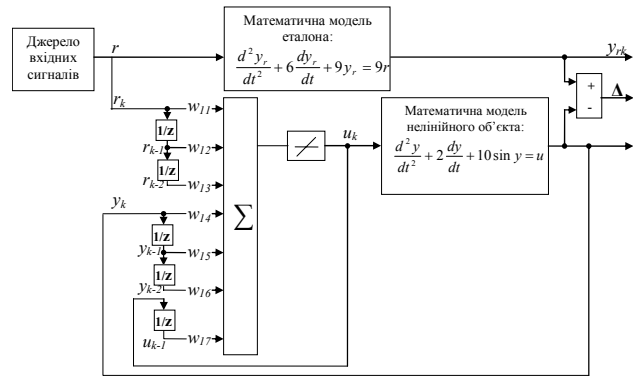 Джерело
вхідних
сигналів
r
Математична модель
еталона:
d²y_r/dt² + 6 dy_r/dt + 9y_r = 9r
y_rk
+
-
Δ
r_k
w_11
1/z
r_k-1
w_12
1/z
r_k-2
w_13
y_k
w_14
1/z
y_k-1
w_15
1/z
y_k-2
w_16
1/z
u_k-1
w_17
Σ
u_k
Математична модель
нелінійного об’єкта:
d²y/dt² + 2 dy/dt + 10 sin y = u